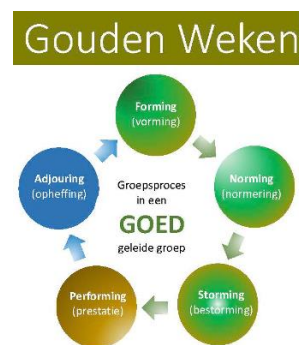 Gouden Weken
Forming
(vorming)
Adjouring
(opheffing)
Groepsproces
in een
GOED
geleide groep
Norming
(normering)
Performing
(prestatie)
Storming
(bestorming)